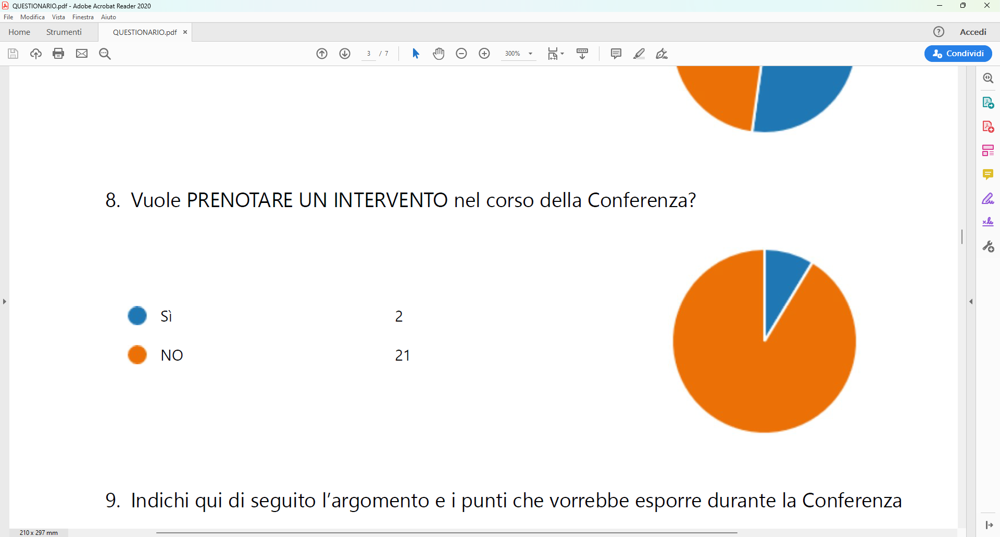 QUESTIONARIO.pdf - Adobe Acrobat Reader 2020
File Modifica Vista Finestra Aiuto
Home Strumenti QUESTIONARIO.pdf × Accedi
3 / 7 300% Condividi
8. Vuole PRENOTARE UN INTERVENTO nel corso della Conferenza?
Sì 2
NO 21
9. Indichi qui di seguito l’argomento e i punti che vorrebbe esporre durante la Conferenza
210 x 297 mm